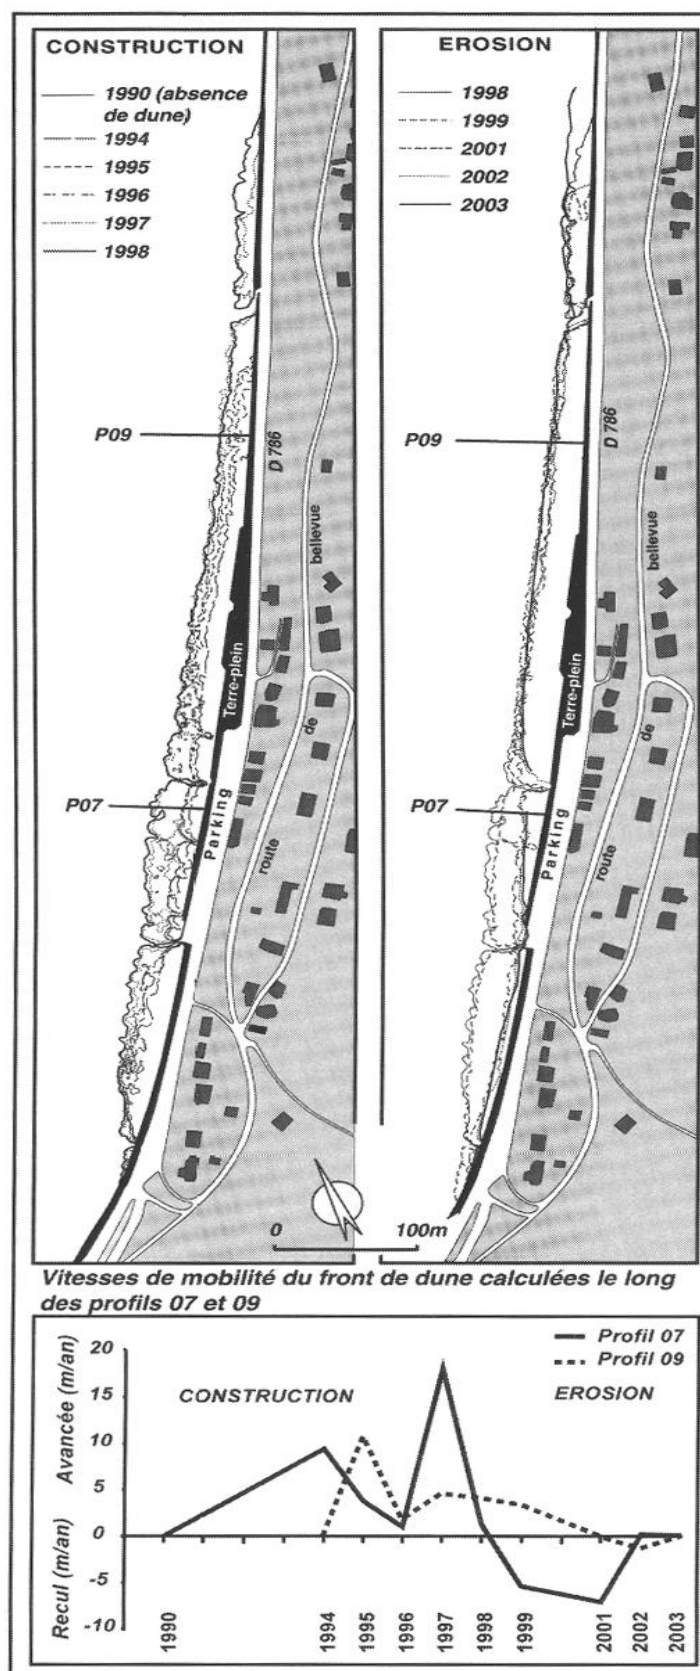 CONSTRUCTION
1990 (absence
de dune)
1994
1995
1996
1997
1998
P09
D 786
bellevue
Terre-plein
de
P07
Parking
route
0 100m
EROSION
1998
1999
2001
2002
2003
P09
D 786
bellevue
Terre-plein
de
P07
Parking
route
Vitesses de mobilité du front de dune calculées le long
des profils 07 et 09
Avancée (m/an)
Recul (m/an)
20
15
10
5
0
-5
-10
CONSTRUCTION
EROSION
Profil 07
Profil 09
1990
1994
1995
1996
1997
1998
1999
2001
2002
2003